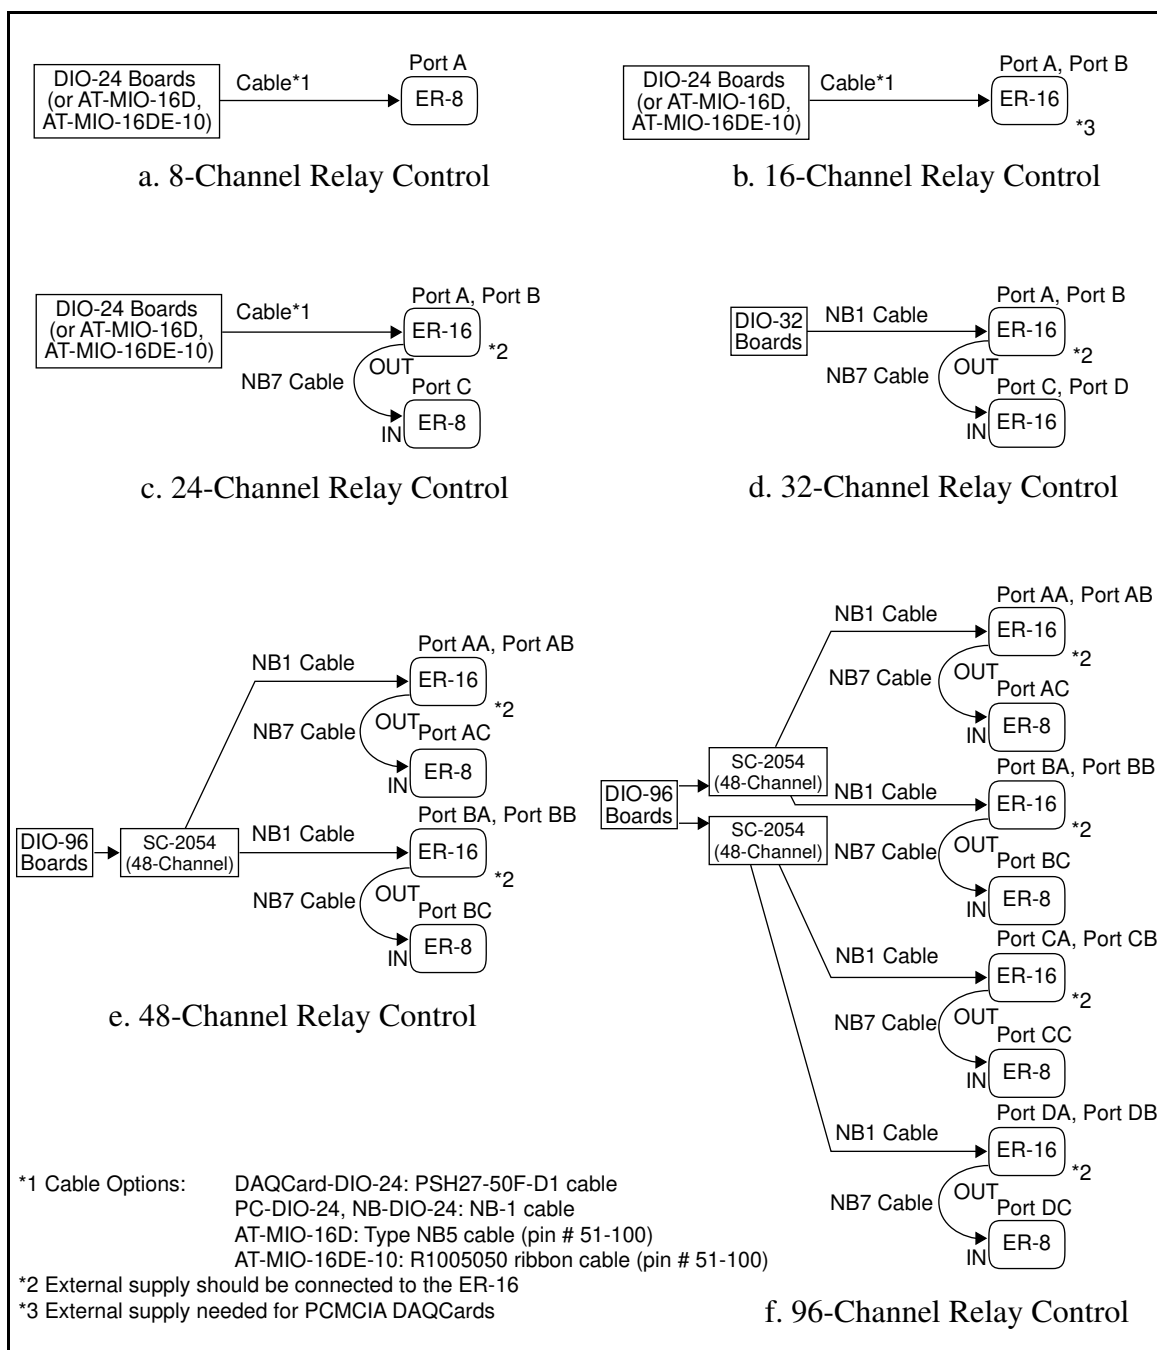 Port A
DIO-24 Boards
(or AT-MIO-16D,
AT-MIO-16DE-10)
Cable*1
ER-8
a. 8-Channel Relay Control
Port A, Port B
DIO-24 Boards
(or AT-MIO-16D,
AT-MIO-16DE-10)
Cable*1
ER-16
*3
b. 16-Channel Relay Control
Port A, Port B
DIO-24 Boards
(or AT-MIO-16D,
AT-MIO-16DE-10)
Cable*1
ER-16
*2
OUT
NB7 Cable
Port C
IN
ER-8
c. 24-Channel Relay Control
Port A, Port B
DIO-32
Boards
NB1 Cable
ER-16
*2
OUT
NB7 Cable
Port C, Port D
IN
ER-16
d. 32-Channel Relay Control
Port AA, Port AB
NB1 Cable
ER-16
*2
OUT
NB7 Cable
Port AC
IN
ER-8
Port BA, Port BB
DIO-96
Boards
SC-2054
(48-Channel)
NB1 Cable
ER-16
*2
OUT
NB7 Cable
Port BC
IN
ER-8
e. 48-Channel Relay Control
Port AA, Port AB
NB1 Cable
ER-16
*2
OUT
NB7 Cable
Port AC
IN
ER-8
DIO-96
Boards
SC-2054
(48-Channel)
SC-2054
(48-Channel)
Port BA, Port BB
NB1 Cable
ER-16
*2
OUT
NB7 Cable
Port BC
IN
ER-8
Port CA, Port CB
NB1 Cable
ER-16
*2
OUT
NB7 Cable
Port CC
IN
ER-8
Port DA, Port DB
NB1 Cable
ER-16
*2
OUT
NB7 Cable
Port DC
IN
ER-8
f. 96-Channel Relay Control
*1 Cable Options: DAQCard-DIO-24: PSH27-50F-D1 cable
PC-DIO-24, NB-DIO-24: NB-1 cable
AT-MIO-16D: Type NB5 cable (pin # 51-100)
AT-MIO-16DE-10: R1005050 ribbon cable (pin # 51-100)
*2 External supply should be connected to the ER-16
*3 External supply needed for PCMCIA DAQCards